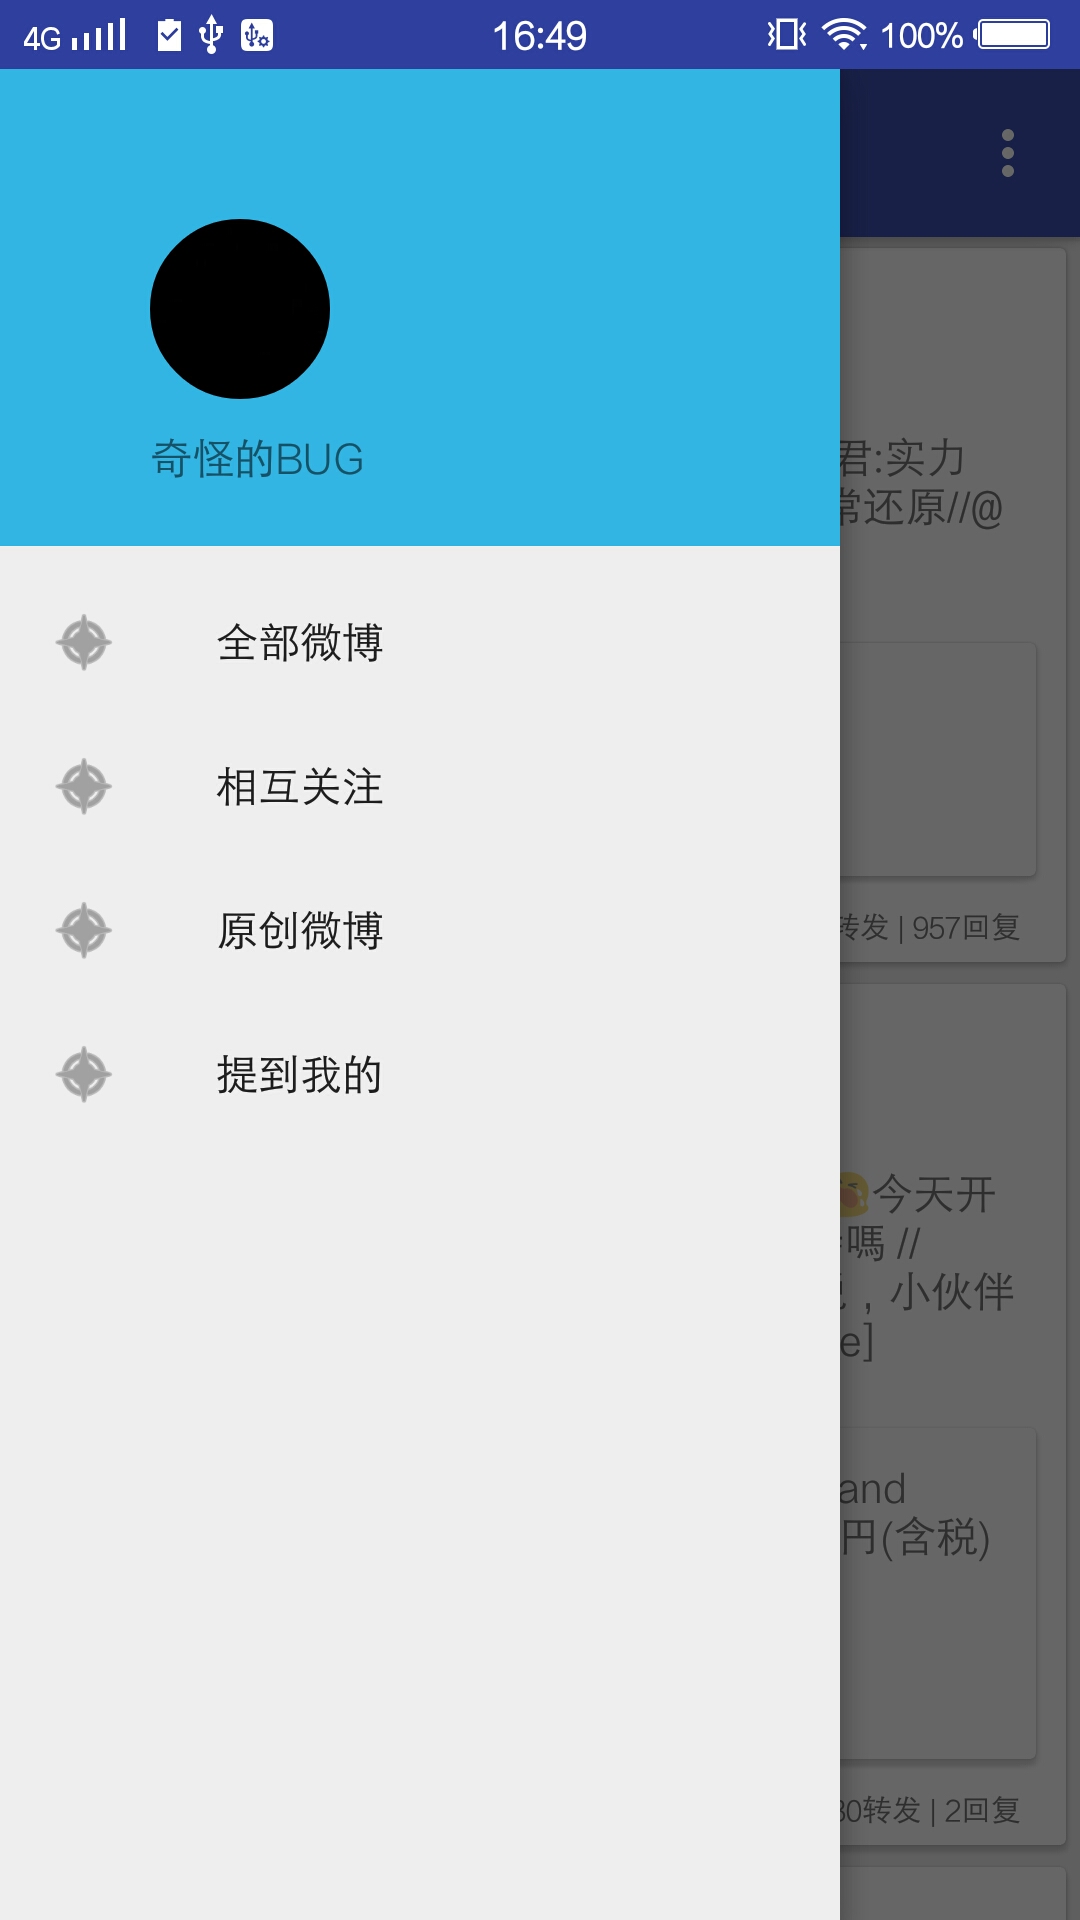 4G 16:49 100%
奇怪的BUG
全部微博
相互关注
原创微博
提到我的
君:实力
常还原//@
转发 | 957回复
今天开
嗎 //
，小伙伴
e]
and
円(含税)
30转发 | 2回复